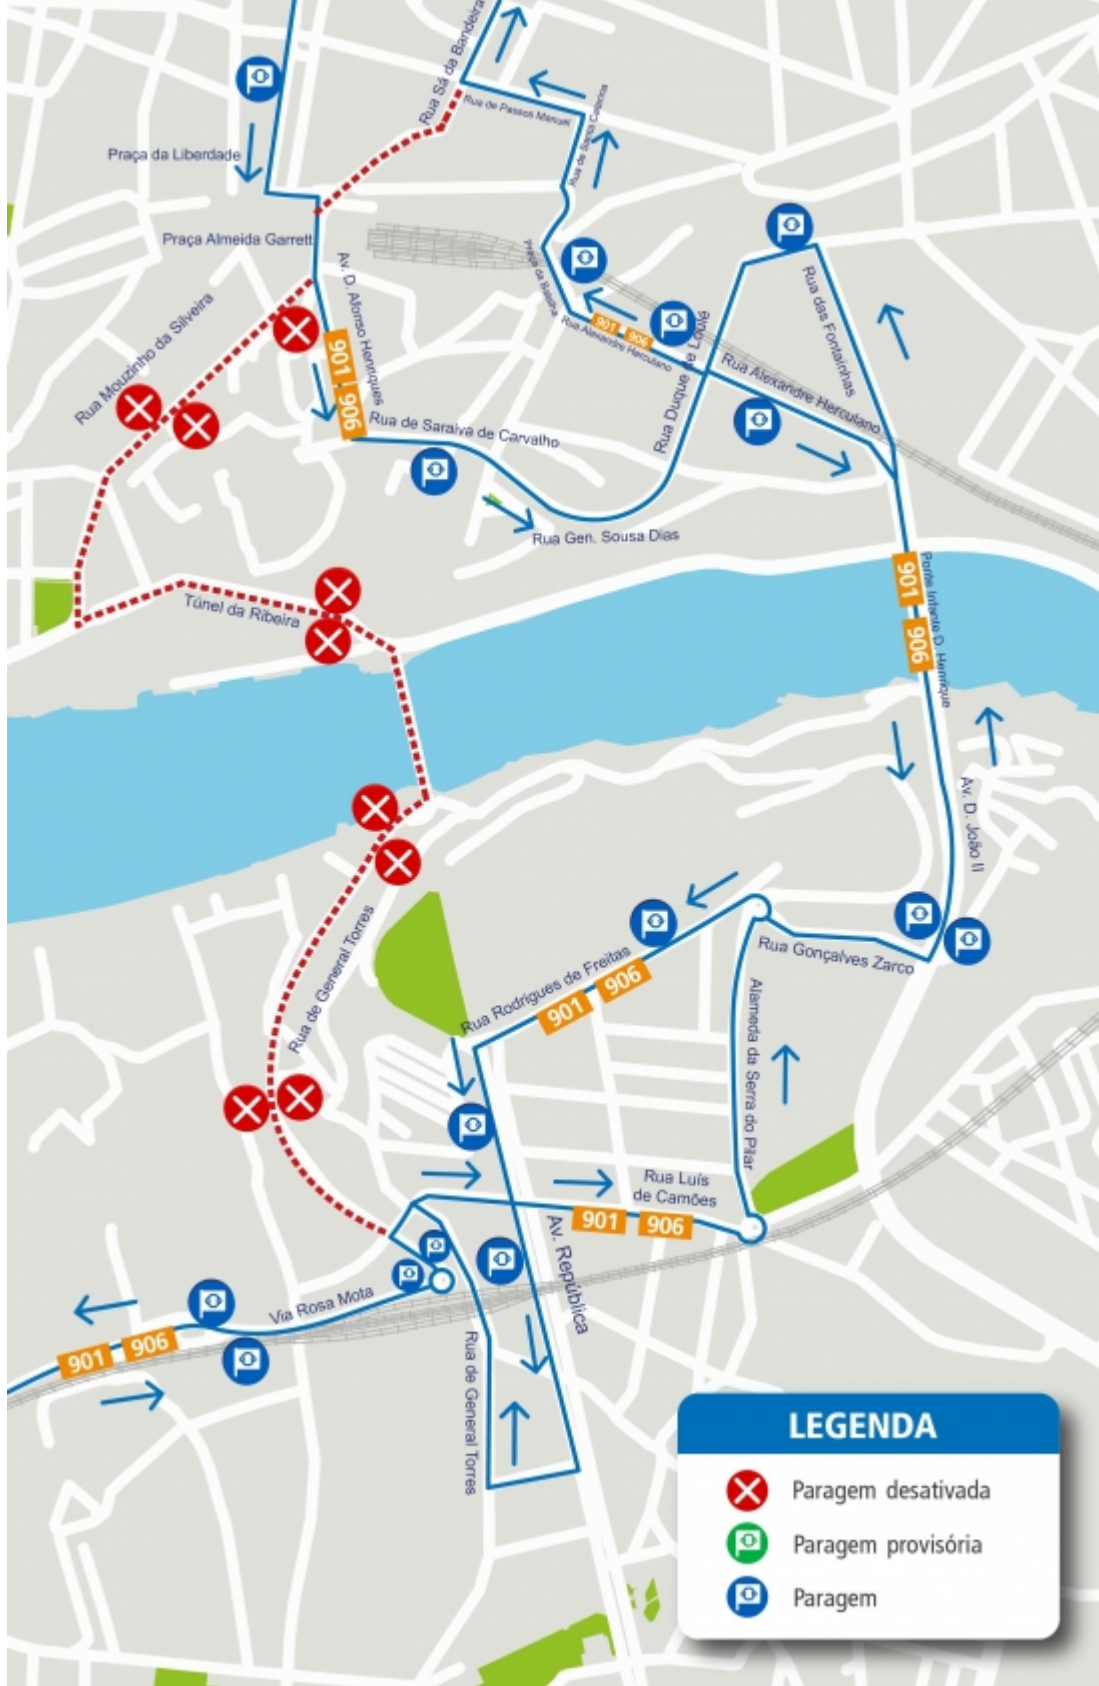 Rua Sá da Bandeira
Rua de Passos Manuel
Rua de Santa Catarina
Praça da Liberdade
Praça Almeida Garrett
Av. D. Afonso Henriques
Praça da Batalha
Rua Mouzinho da Silveira
901 906
Rua Alexandre Herculano
901 906
Rua Duque de Loulé
Rua das Fontaínhas
Rua Alexandre Herculano
Rua de Saraiva de Carvalho
Rua Gen. Sousa Dias
Túnel da Ribeira
901 906
Ponte Infante D. Henrique
Av. D. João II
Rua de General Torres
Rua Rodrigues de Freitas
901 906
Rua Gonçalves Zarco
Alameda da Serra do Pilar
Rua Luís
de Camões
901 906
Av. República
Via Rosa Mota
901 906
Rua de General Torres
LEGENDA
Paragem desativada
Paragem provisória
Paragem